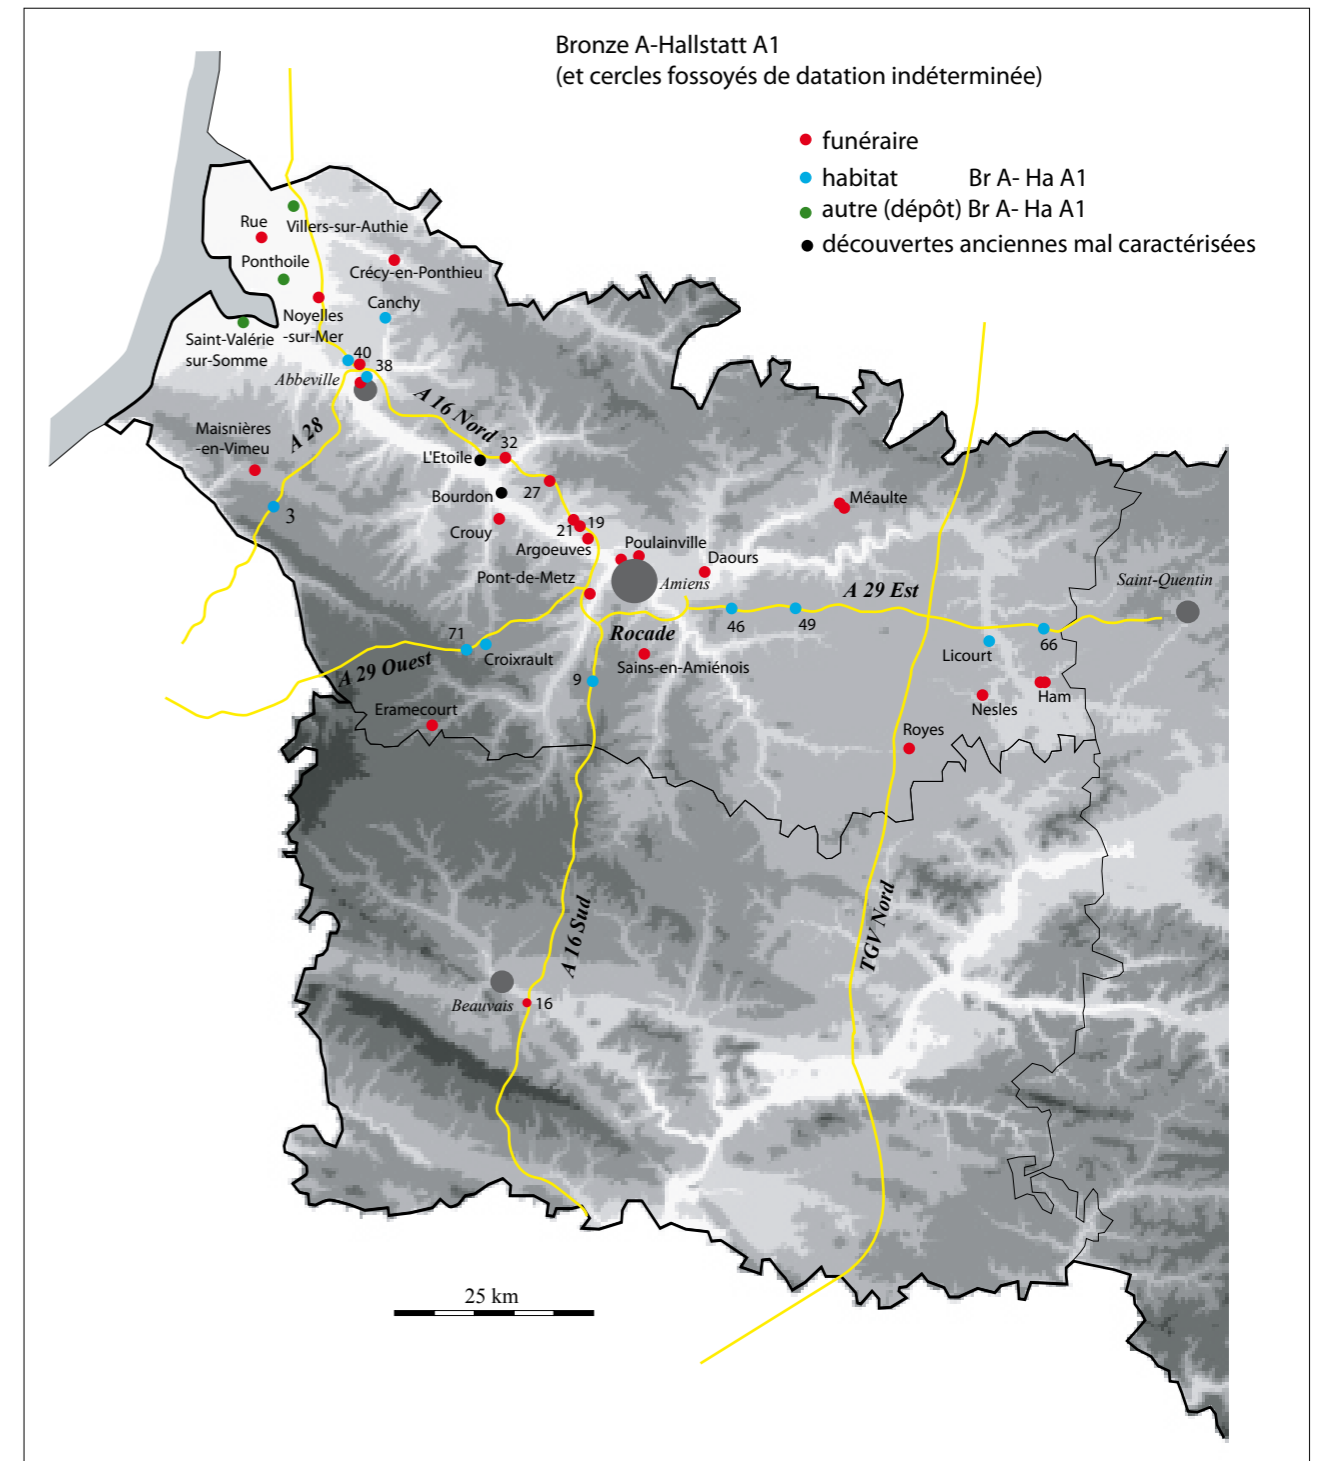 Bronze A-Hallstatt A1
(et cercles fossoyés de datation indéterminée)
funéraire
habitat Br A- Ha A1
autre (dépôt) Br A- Ha A1
découvertes anciennes mal caractérisées
Rue
Villers-sur-Authie
Ponthoile
Crécy-en-Ponthieu
Canchy
Noyelles
-sur-Mer
Saint-Valérie
sur-Somme
40
38
Abbeville
A 16 Nord
A 28
Maisnières
-en-Vimeu
32
L'Etoile
Bourdon
27
3
Crouy
21
19
Argoeuves
Poulainville
Méaulte
Daours
Pont-de-Metz
Amiens
A 29 Est
Saint-Quentin
46
49
Rocade
66
71
Croixrault
Licourt
A 29 Ouest
Sains-en-Amiénois
9
Ham
Nesles
Eramecourt
Royes
A 16 Sud
TGV Nord
Beauvais
16
25 km